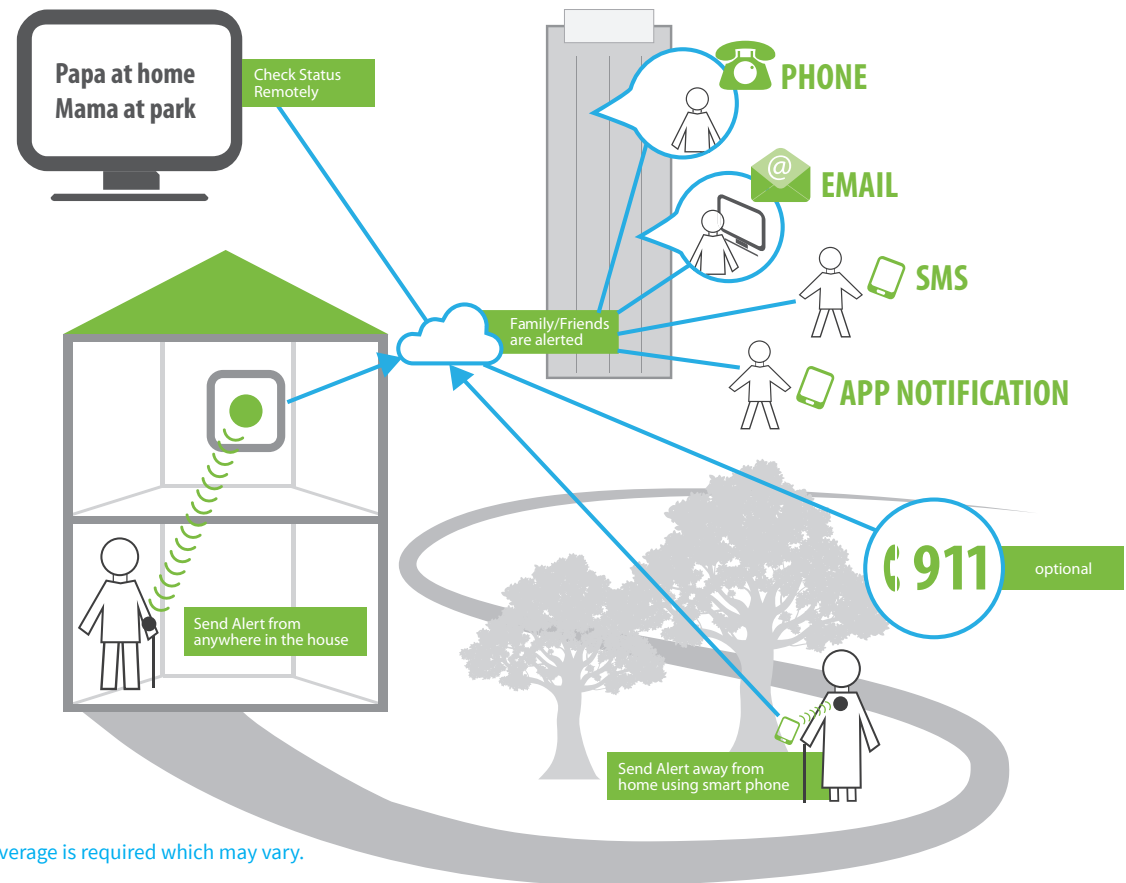 Papa at home
Mama at park
Check Status
Remotely
PHONE
@
EMAIL
SMS
Family/Friends
are alerted
APP NOTIFICATION
911
optional
Send Alert from
anywhere in the house
Send Alert away from
home using smart phone
is required which may vary.